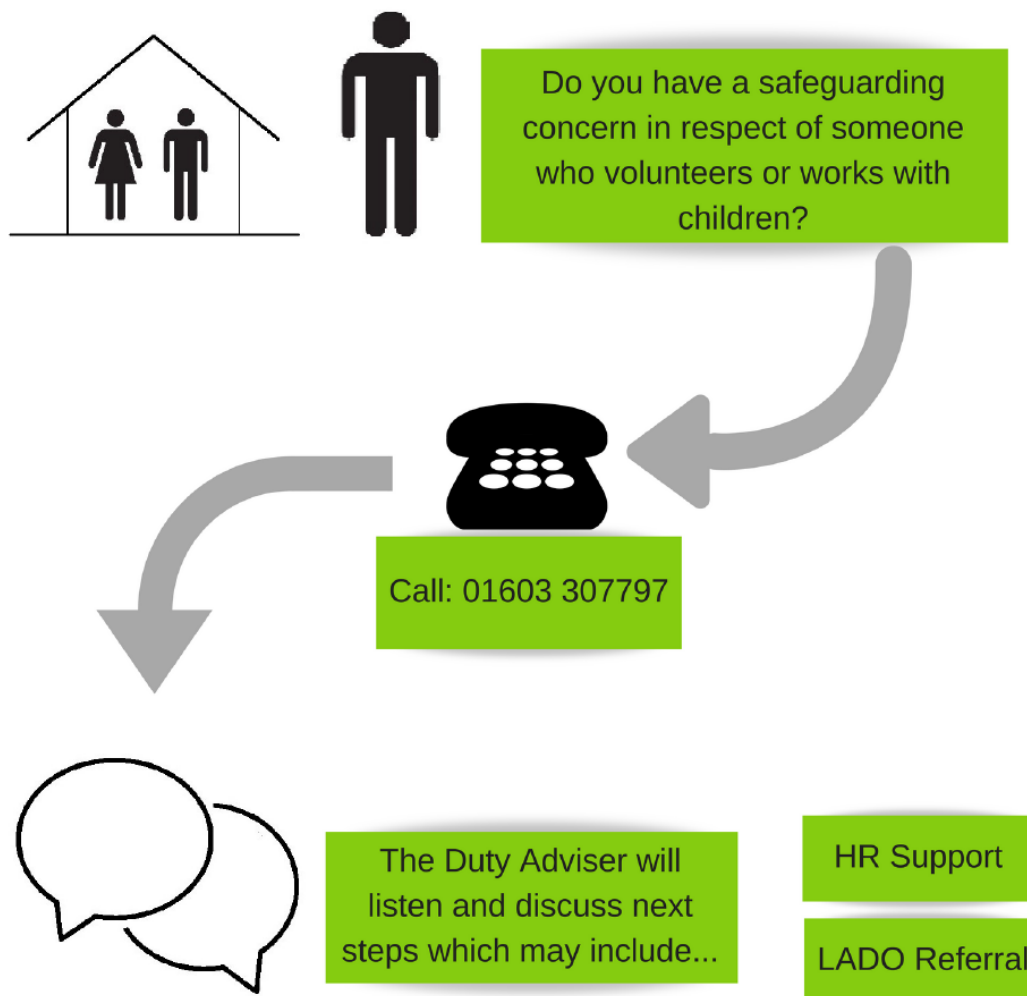 Do you have a safeguarding
concern in respect of someone
who volunteers or works with
children?
Call: 01603 307797
The Duty Adviser will
listen and discuss next
steps which may include...
HR Support
LADO Referral